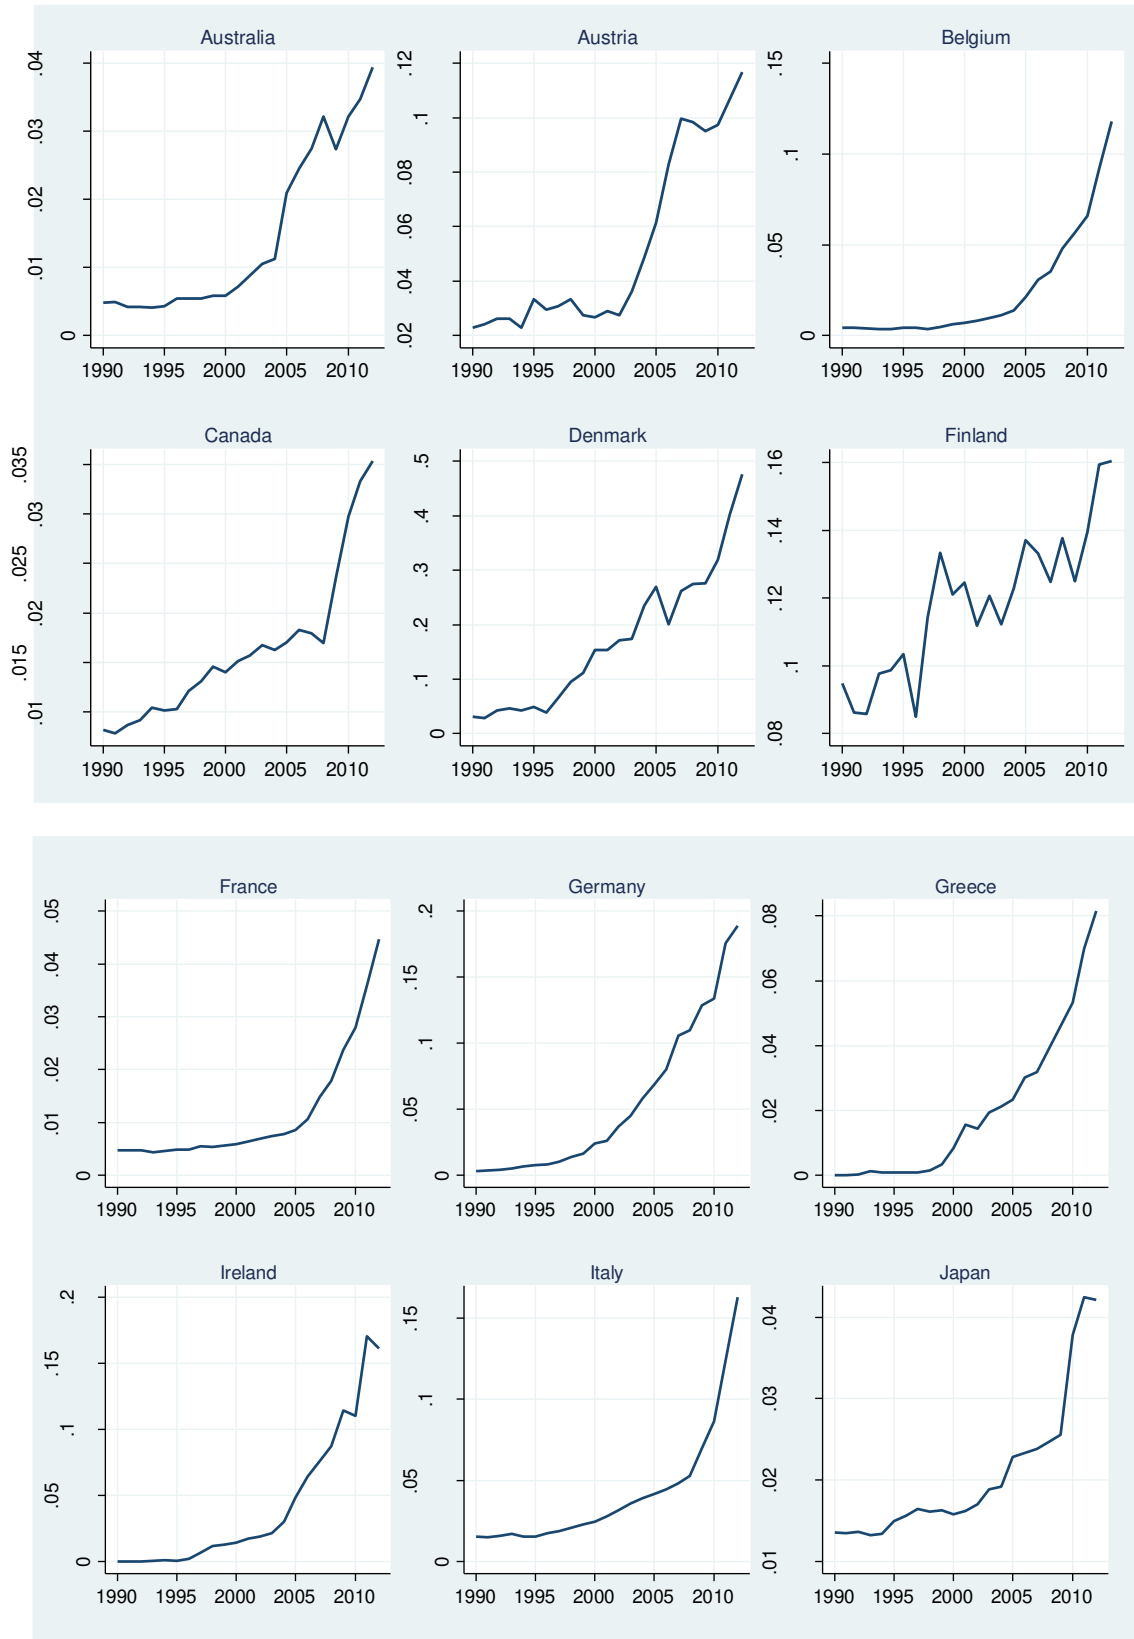 Australia Austria Belgium
.04 .12 .15
.03 .1 .1
.02 .08 .05
.01 .06 0
0 .04
.02
1990 1995 2000 2005 2010 1990 1995 2000 2005 2010 1990 1995 2000 2005 2010
Canada Denmark Finland
.035 .5 .16
.03 .4 .14
.025 .3 .12
.02 .2 .1
.015 .1 .08
.01 0
1990 1995 2000 2005 2010 1990 1995 2000 2005 2010 1990 1995 2000 2005 2010
France Germany Greece
.05 .2 .08
.04 .15 .06
.03 .1 .04
.02 .05 .02
.01 0 0
0
1990 1995 2000 2005 2010 1990 1995 2000 2005 2010 1990 1995 2000 2005 2010
Ireland Italy Japan
.2 .15 .04
.15 .1 .03
.1 .05 .02
.05 0 .01
0
1990 1995 2000 2005 2010 1990 1995 2000 2005 2010 1990 1995 2000 2005 2010